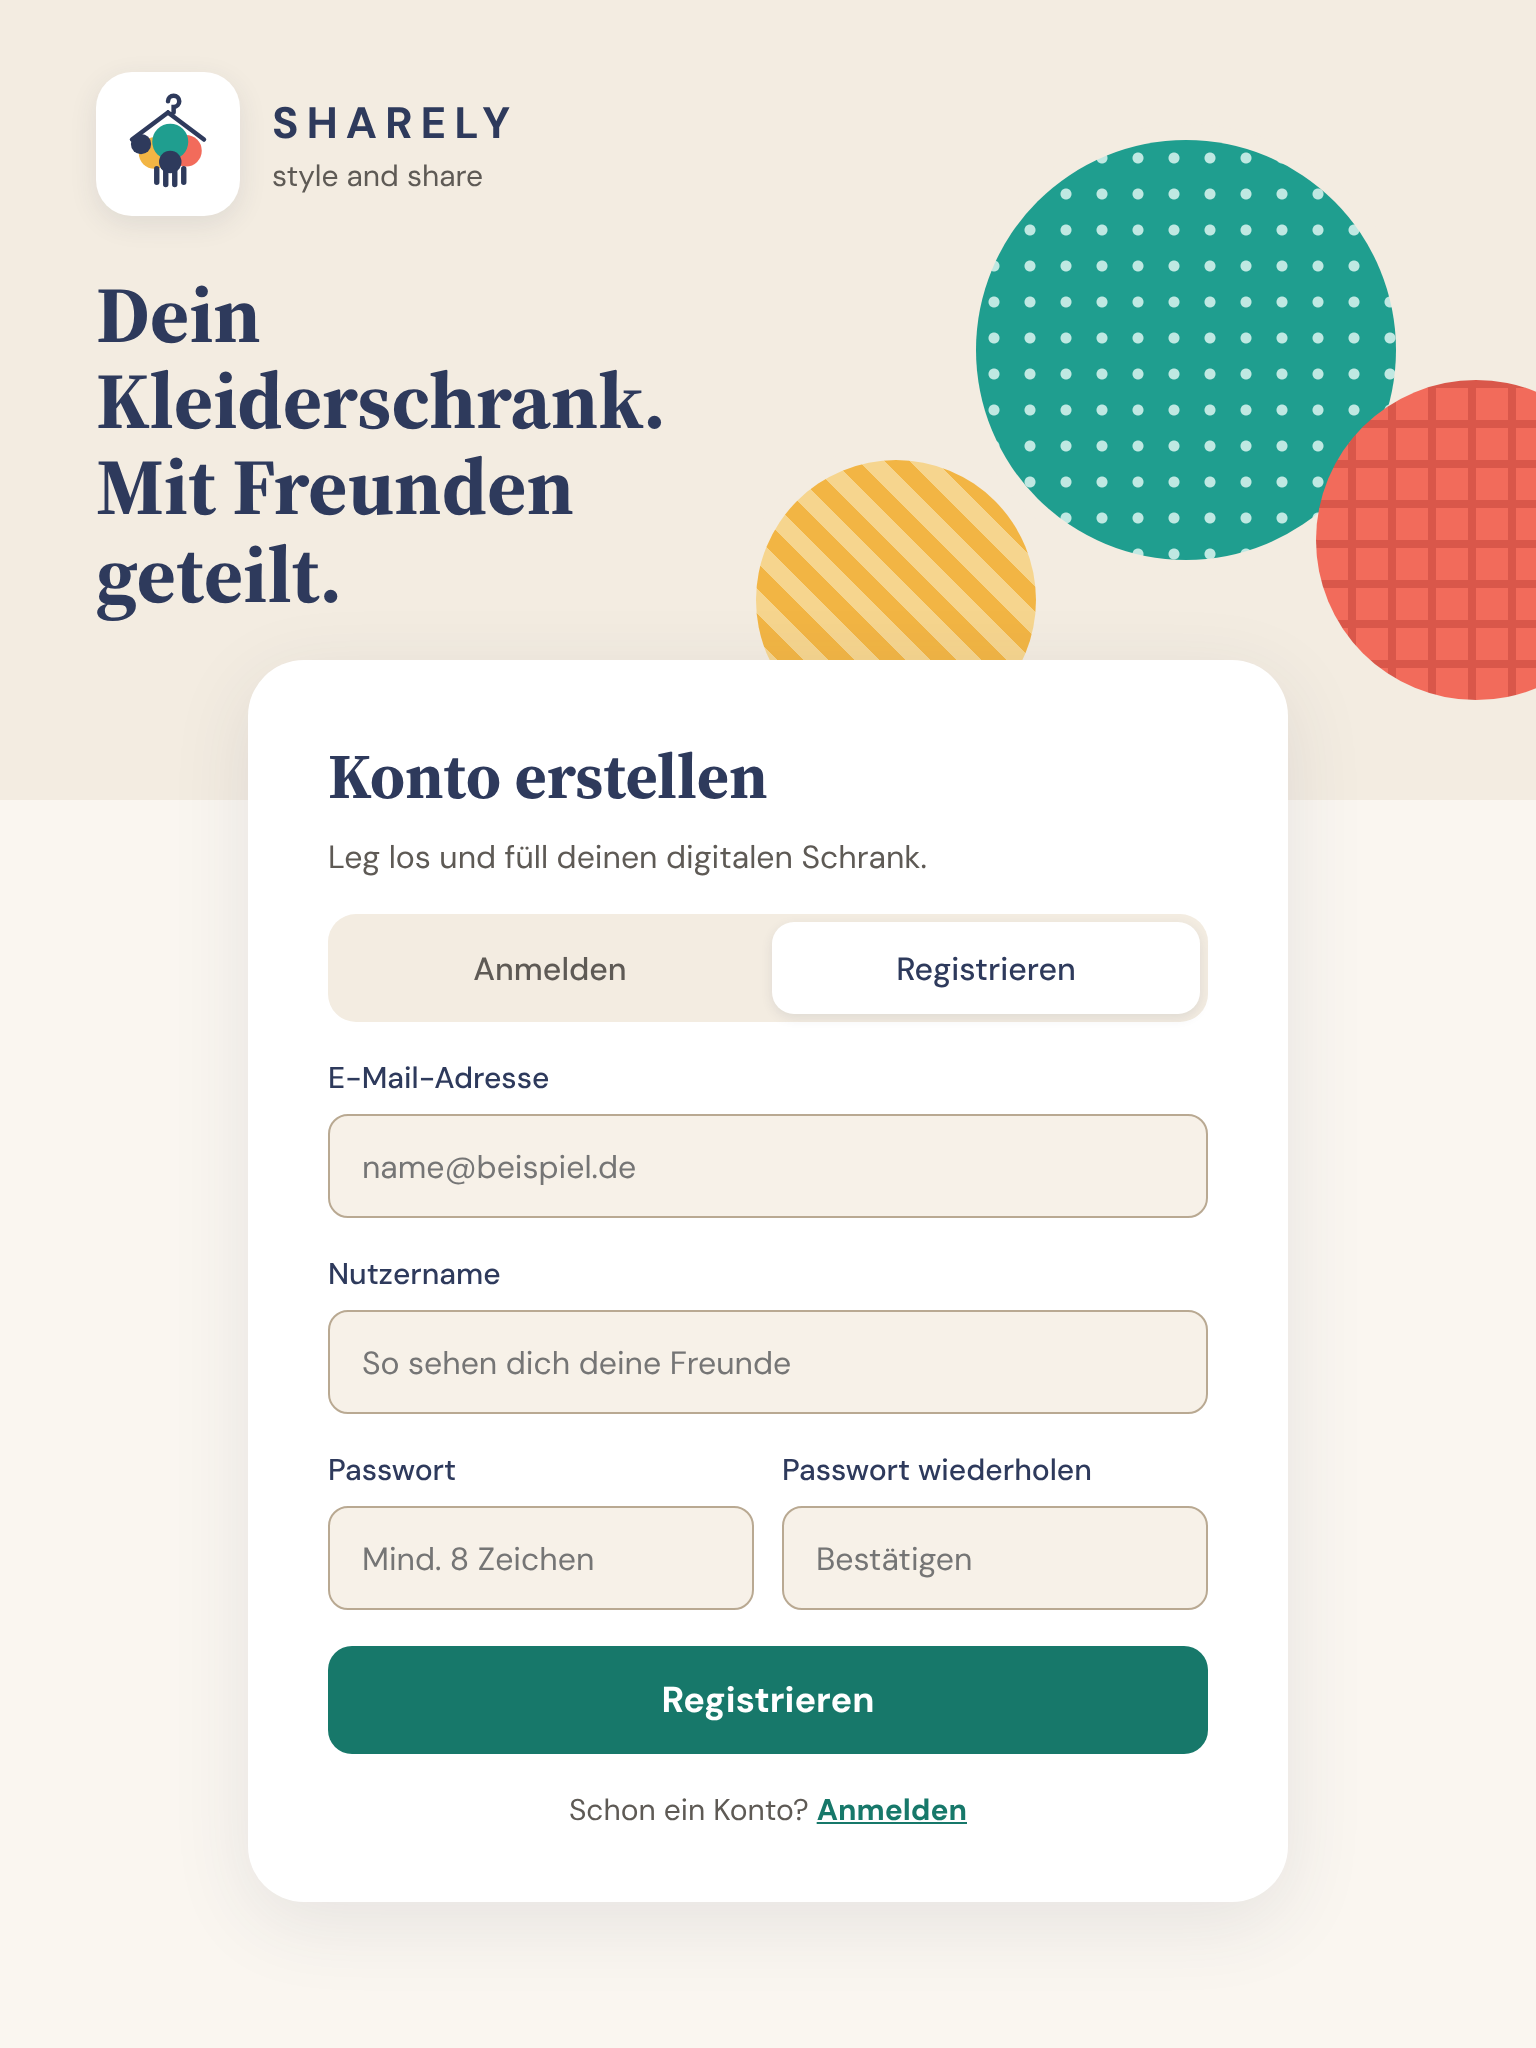 SHARELY
style and share
Dein
Kleiderschrank.
Mit Freunden
geteilt.
Konto erstellen
Leg los und füll deinen digitalen Schrank.
Anmelden
Registrieren
E-Mail-Adresse
name@beispiel.de
Nutzername
So sehen dich deine Freunde
Passwort
Passwort wiederholen
Mind. 8 Zeichen
Bestätigen
Registrieren
Schon ein Konto? Anmelden